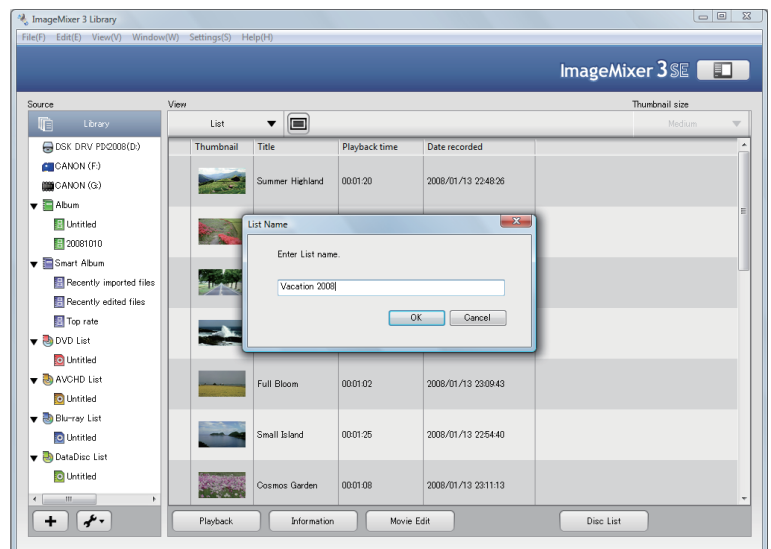 ImageMixer 3 Library
File(F) Edit(E) View(V) Window(W) Settings(S) Help(H)
ImageMixer 3 SE
Source
View
Thumbnail size
Library
List
Medium
Thumbnail Title Playback time Date recorded
DSK DRV PD2008(D:)
CANON (F:)
CANON (G:)
Album
Untitled
20081010
Smart Album
Recently imported files
Recently edited files
Top rate
DVD List
Untitled
AVCHD List
Untitled
Blu-ray List
Untitled
DataDisc List
Untitled
Summer Highland 00:01:20 2008/01/13 22:48:26
List Name
Enter List name.
Vacation 2008
OK Cancel
Full Bloom 00:01:02 2008/01/13 23:09:43
Small Island 00:01:25 2008/01/13 22:54:40
Cosmos Garden 00:01:08 2008/01/13 23:11:13
Playback Information Movie Edit Disc List